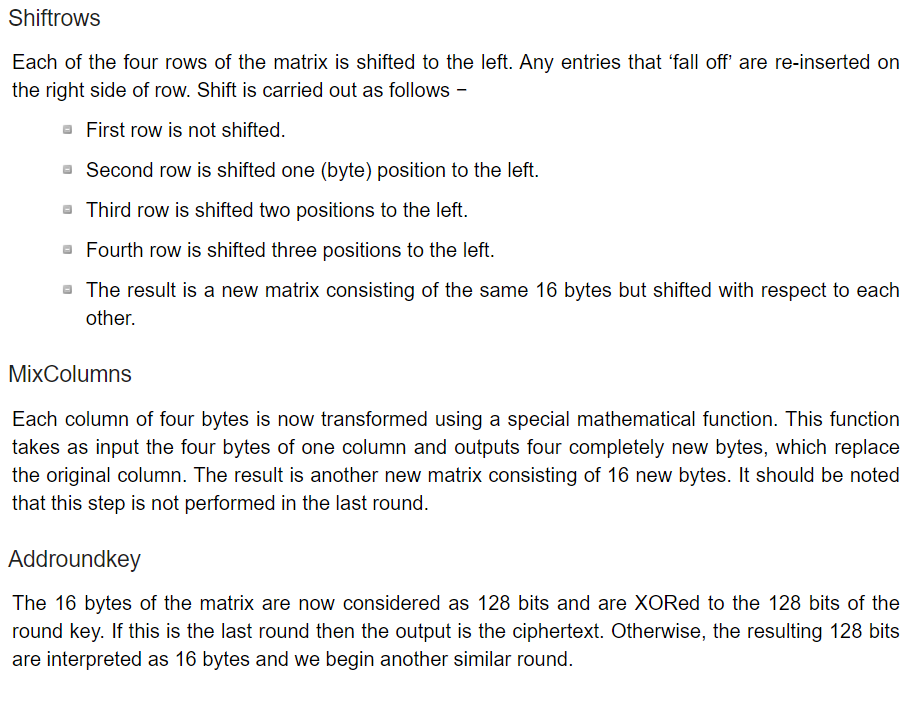 Shiftrows
Each of the four rows of the matrix is shifted to the left. Any entries that ‘fall off’ are re-inserted on
the right side of row. Shift is carried out as follows −
First row is not shifted.
Second row is shifted one (byte) position to the left.
Third row is shifted two positions to the left.
Fourth row is shifted three positions to the left.
The result is a new matrix consisting of the same 16 bytes but shifted with respect to each
other.
MixColumns
Each column of four bytes is now transformed using a special mathematical function. This function
takes as input the four bytes of one column and outputs four completely new bytes, which replace
the original column. The result is another new matrix consisting of 16 new bytes. It should be noted
that this step is not performed in the last round.
Addroundkey
The 16 bytes of the matrix are now considered as 128 bits and are XORed to the 128 bits of the
round key. If this is the last round then the output is the ciphertext. Otherwise, the resulting 128 bits
are interpreted as 16 bytes and we begin another similar round.